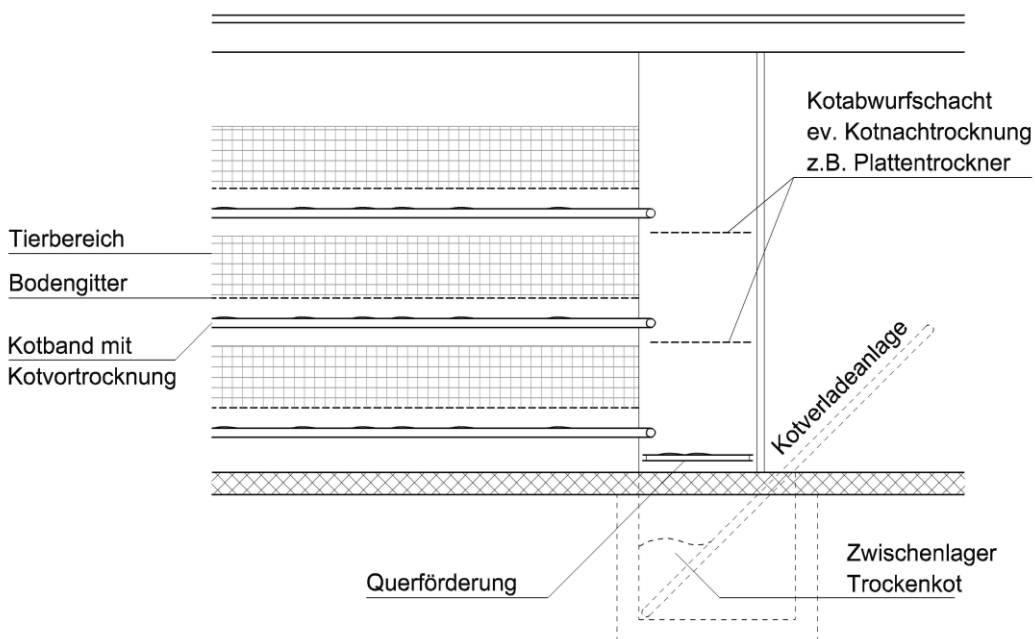 Kotabwurfschacht
ev. Kotnachtrocknung
z.B. Plattentrockner
Tierbereich
Bodengitter
Kotband mit
Kotvortrocknung
Kotverladeanlage
Querförderung
Zwischenlager
Trockenkot